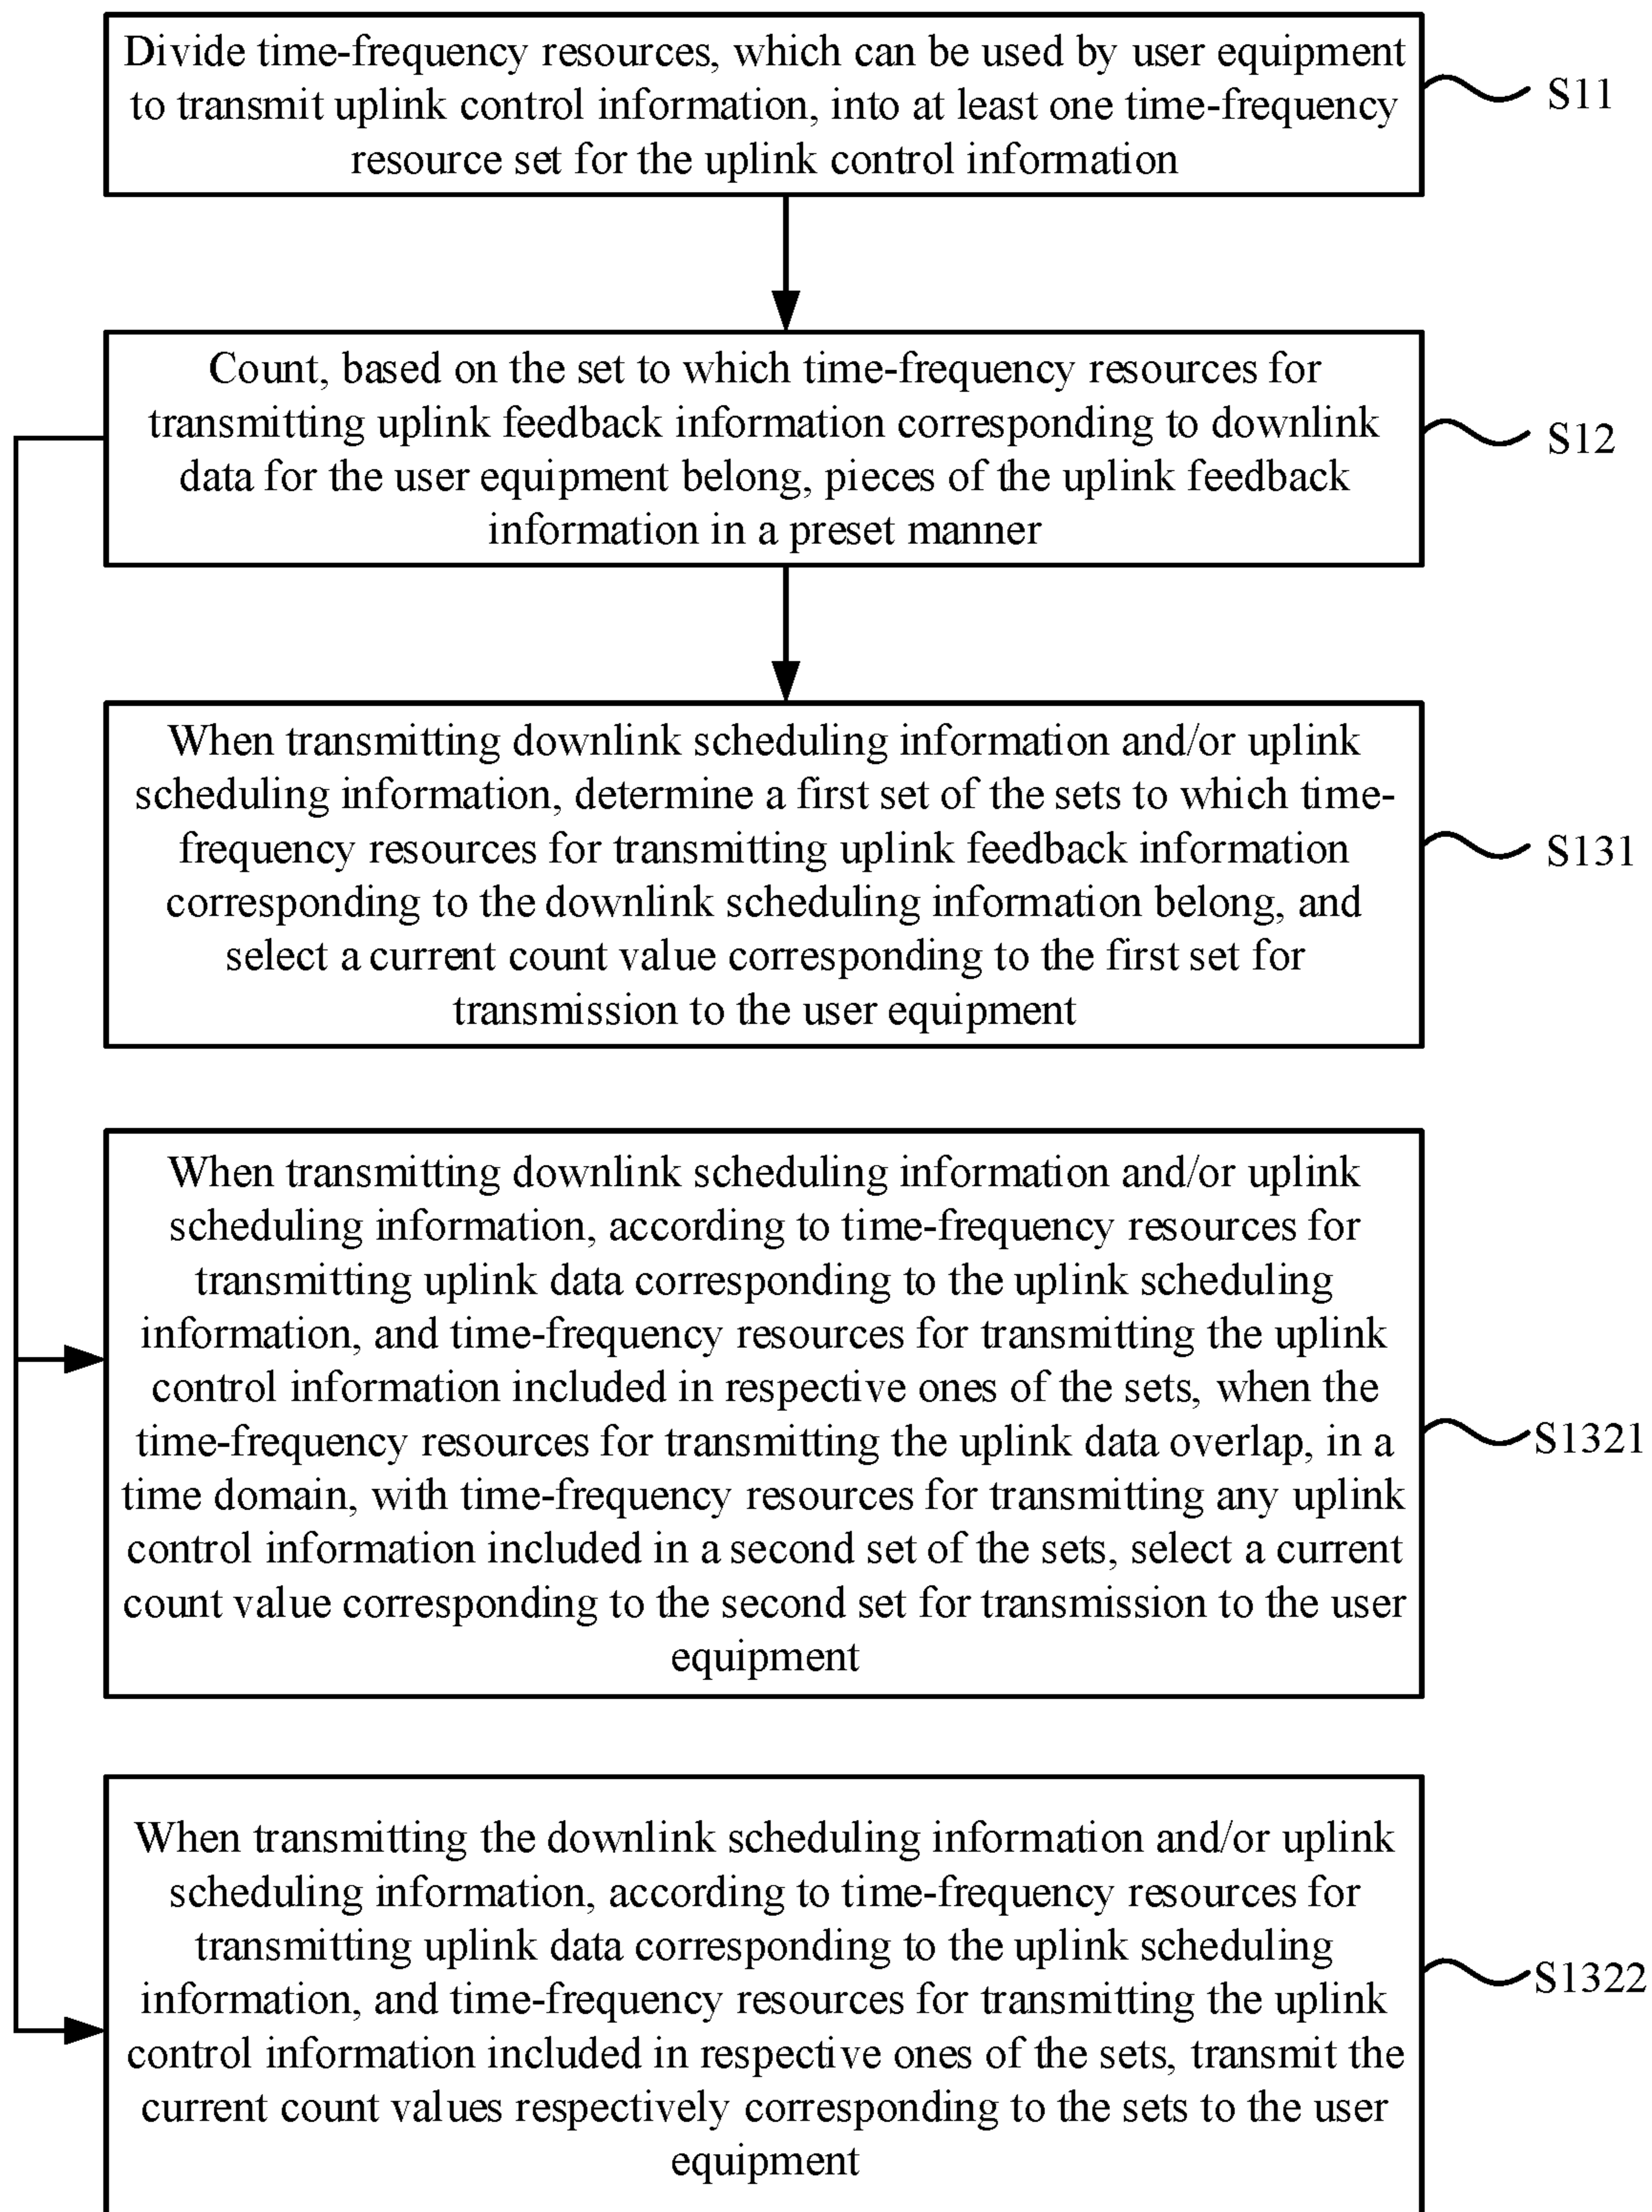 Divide time-frequency resources, which can be used by user equipment
to transmit uplink control information, into at least one time-frequency
resource set for the uplink control information
S11
Count, based on the set to which time-frequency resources for
transmitting uplink feedback information corresponding to downlink
data for the user equipment belong, pieces of the uplink feedback
information in a preset manner
S12
When transmitting downlink scheduling information and/or uplink
scheduling information, determine a first set of the sets to which time-
frequency resources for transmitting uplink feedback information
corresponding to the downlink scheduling information belong, and
select a current count value corresponding to the first set for
transmission to the user equipment
S131
When transmitting downlink scheduling information and/or uplink
scheduling information, according to time-frequency resources for
transmitting uplink data corresponding to the uplink scheduling
information, and time-frequency resources for transmitting the uplink
control information included in respective ones of the sets, when the
time-frequency resources for transmitting the uplink data overlap, in a
time domain, with time-frequency resources for transmitting any uplink
control information included in a second set of the sets, select a current
count value corresponding to the second set for transmission to the user
equipment
S1321
When transmitting the downlink scheduling information and/or uplink
scheduling information, according to time-frequency resources for
transmitting uplink data corresponding to the uplink scheduling
information, and time-frequency resources for transmitting the uplink
control information included in respective ones of the sets, transmit the
current count values respectively corresponding to the sets to the user
equipment
S1322